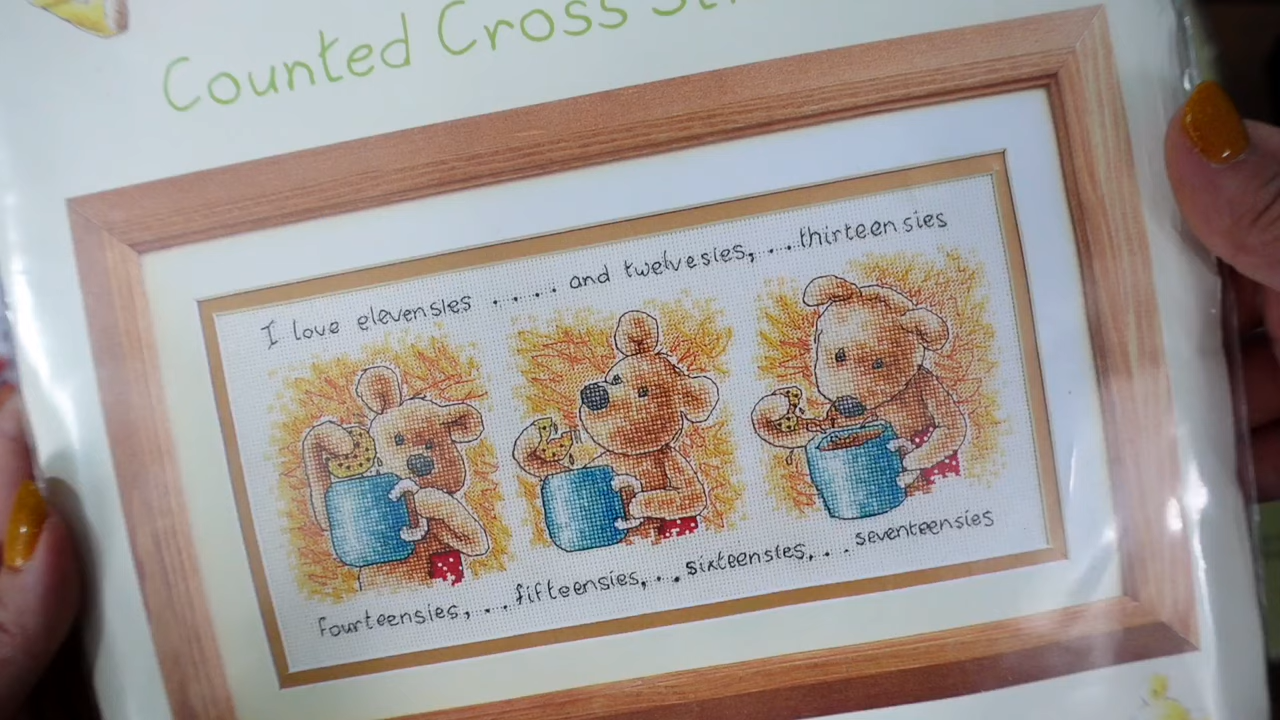 Counted Cross
I love elevensies ..... and twelvesies, ....thirteensies
fourteensies, ...fifteensies, ...sixteensies, ...seventeensies